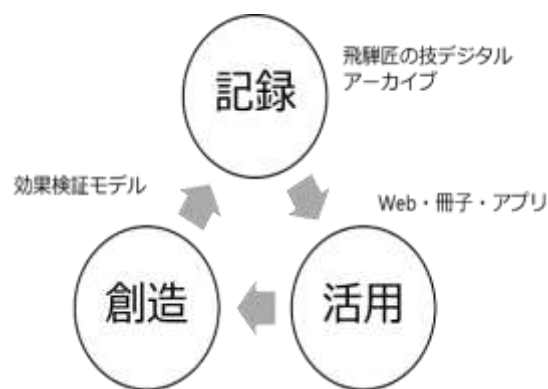 記録
飛騨匠の技デジタル
アーカイブ
効果検証モデル
Web・冊子・アプリ
創造
活用